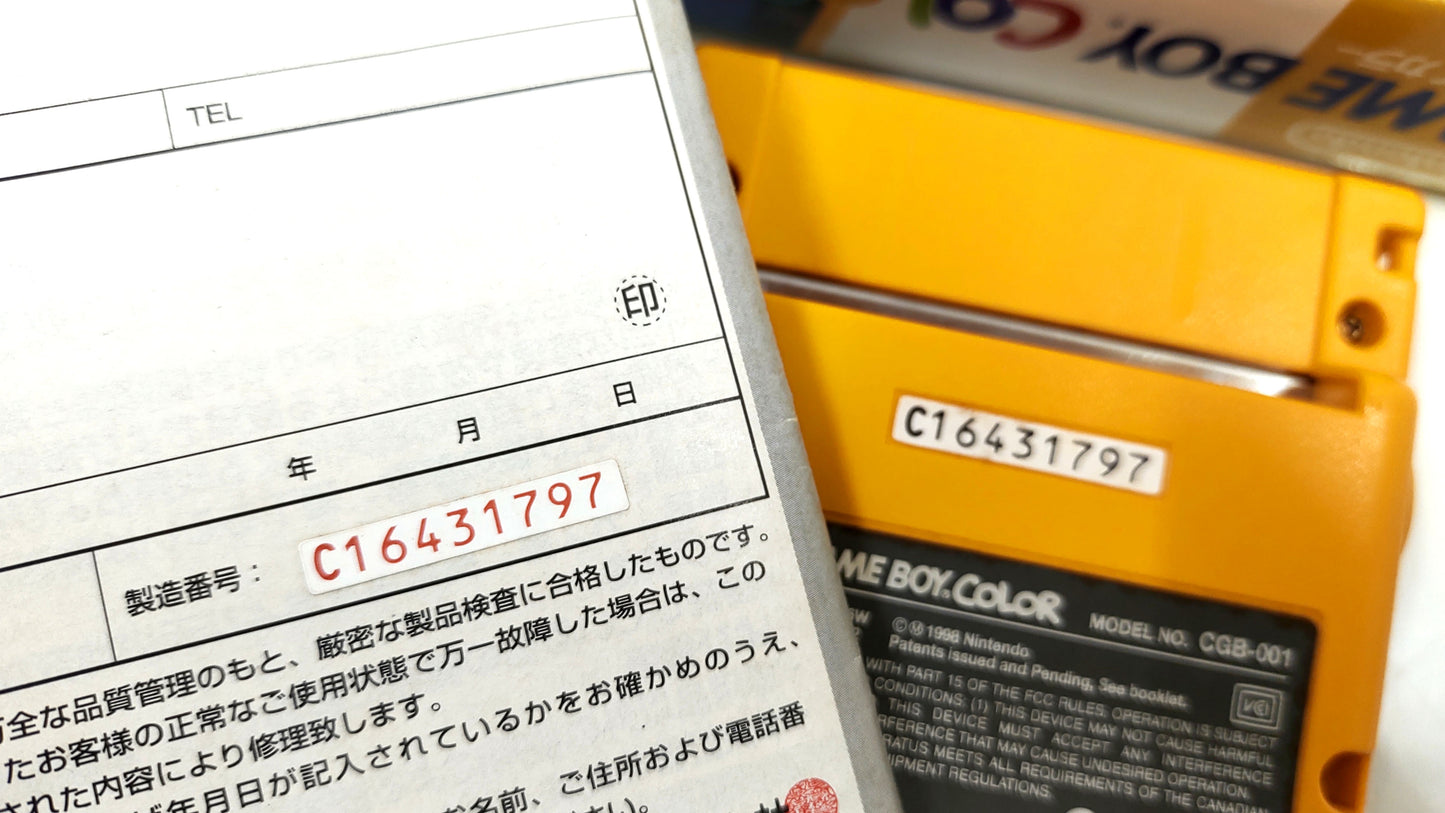 TEL
印
年 月 日
製造番号： C16431797
全な品質管理のもと、厳密な製品検査に合格したものです。
たお客様の正常なご使用状態で万一故障した場合は、この
された内容により修理致します。
年月日が記入されているかをお確かめのうえ、
お名前、ご住所および電話番
さい。
GAME BOY. COL
C16431797
AME BOY. COLOR
MODEL NO. CGB-001
©Ⓜ1998 Nintendo
Patents Issued and Pending, See booklet.
WITH PART 15 OF THE FCC RULES. OPERATION IS SUBJECT
CONDITIONS: (1) THIS DEVICE MAY NOT CAUSE HARMFUL
THIS DEVICE MUST ACCEPT ANY INTERFERENCE
RFERENCE THAT MAY CAUSE UNDESIRED OPERATION.
RATUS MEETS ALL REQUIREMENTS OF THE CANADIAN
IPMENT REGULATIONS.